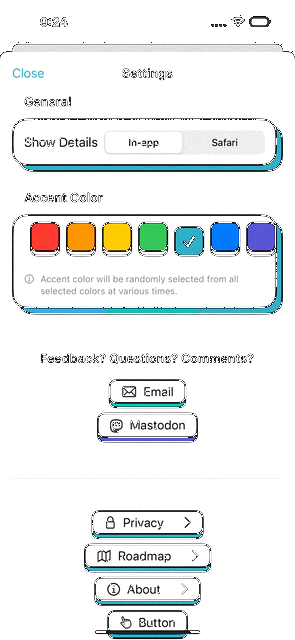 9:24
Close
Settings
General
Show Details
In-app
Safari
Accent Color
Accent color will be randomly selected from all
selected colors at various times.
Feedback? Questions? Comments?
Email
Mastodon
Privacy
Roadmap
About
Button